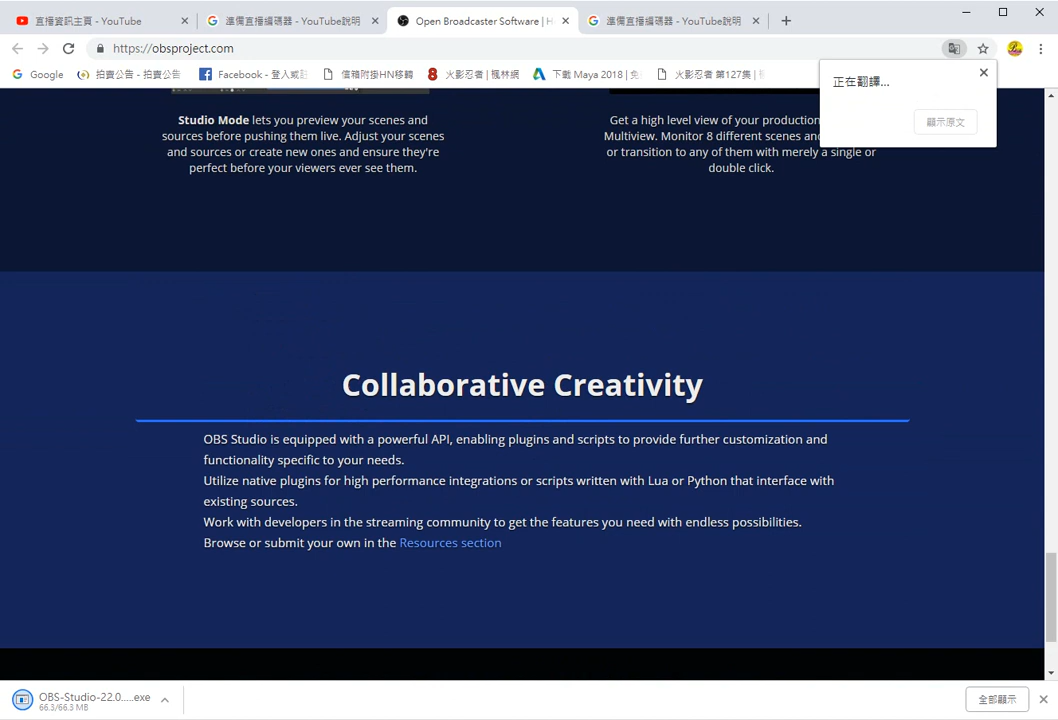 直播資訊主頁 - YouTube
準備直播編碼器 - YouTube說明
Open Broadcaster Software | H
準備直播編碼器 - YouTube說明
https://obsproject.com
Google
拍賣公告 - 拍賣公告
Facebook - 登入或註
信箱附掛HN移轉
火影忍者 | 楓林網
下載 Maya 2018 | 免
火影忍者 第127集 |
正在翻譯...
顯示原文
Studio Mode lets you preview your scenes and
sources before pushing them live. Adjust your scenes
and sources or create new ones and ensure they're
perfect before your viewers ever see them.
Get a high level view of your production
Multiview. Monitor 8 different scenes and
or transition to any of them with merely a single or
double click.
Collaborative Creativity
OBS Studio is equipped with a powerful API, enabling plugins and scripts to provide further customization and
functionality specific to your needs.
Utilize native plugins for high performance integrations or scripts written with Lua or Python that interface with
existing sources.
Work with developers in the streaming community to get the features you need with endless possibilities.
Browse or submit your own in the Resources section
OBS-Studio-22.0.....exe
66.3/66.3 MB
全部顯示